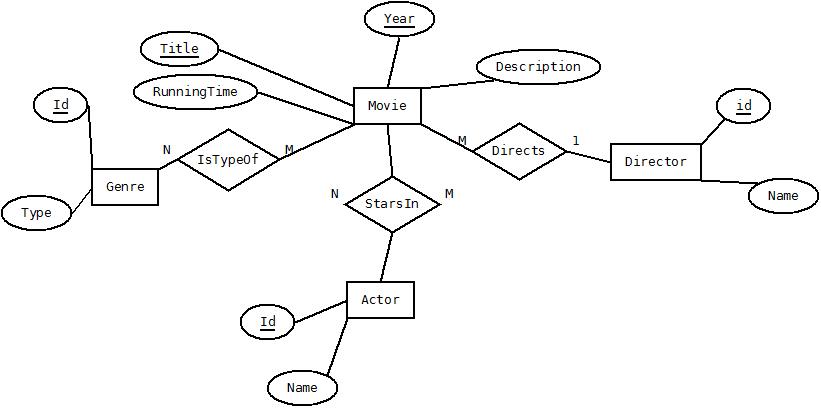 Year
Title
Description
RunningTime
Movie
Id
id
N
M
M
1
IsTypeOf
Directs
Director
Genre
Type
N
M
StarsIn
Name
Actor
Id
Name